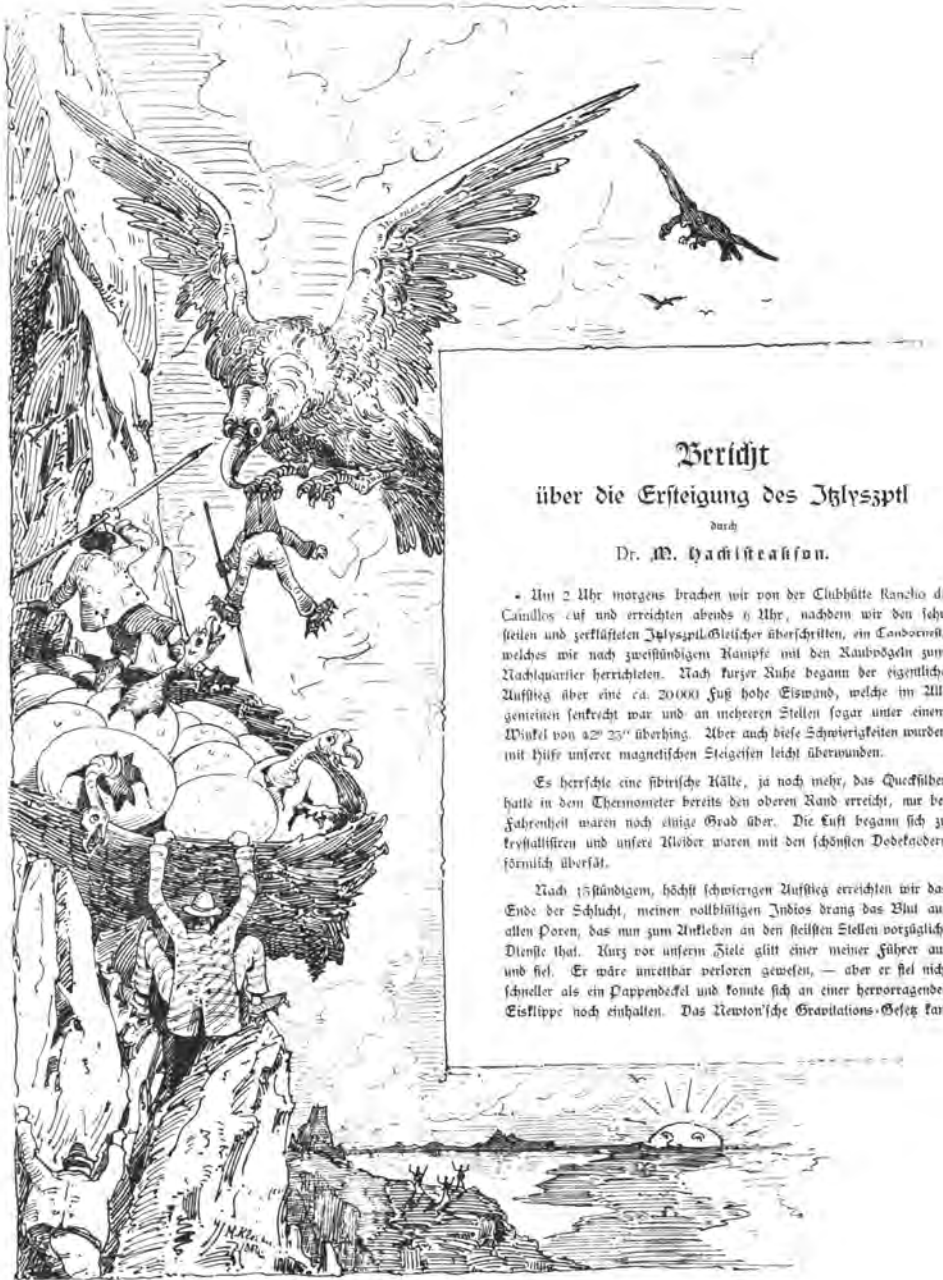 Bericht
über die Ersteigung des Itzlyszptl
durch
Dr. M.
Um 2 Uhr morgens brachen wir von der Clubhütte Rancho d
Camillos auf und erreichten abends 6 Uhr, nachdem wir den sehr
steilen und zerklüfteten Itzlyszptl-Gletscher überschritten, ein Condornest,
welches wir nach zweistündigem Kampfe mit den Raubvögeln zum
Nachtquartier herrichteten. Nach kurzer Ruhe begann der eigentliche
Aufstieg über eine ca. 20000 Fuß hohe Eiswand, welche im All
gemeinen senkrecht war und an mehreren Stellen sogar unter einem
Winkel von 42° 23" überhing. Aber auch diese Schwierigkeiten wurden
mit Hilfe unserer magnetischen Steigeisen leicht überwunden.
Es herrschte eine sibirische Kälte, ja noch mehr, das Quecksilber
hatte in dem Thermometer bereits den oberen Rand erreicht, nur be
Fahrenheit waren noch einige Grad über. Die Luft begann sich zu
krystallisiren und unsere Kleider waren mit den schönsten Dodekaedern
förmlich übersät.
Nach 15stündigem, höchst schwierigen Aufstieg erreichten wir das
Ende der Schlucht, meinen vollblütigen Indios drang das Blut aus
allen Poren, das nun zum Ankleben an den steilsten Stellen vorzügliche
Dienste that. Kurz vor unserm Ziele glitt einer meiner Führer aus
und fiel. Er wäre unrettbar verloren gewesen, — aber er fiel nich
schneller als ein Pappendeckel und konnte sich an einer hervorragenden
Eisklippe noch einhalten. Das Newton'sche Gravitations-Gesetz kam